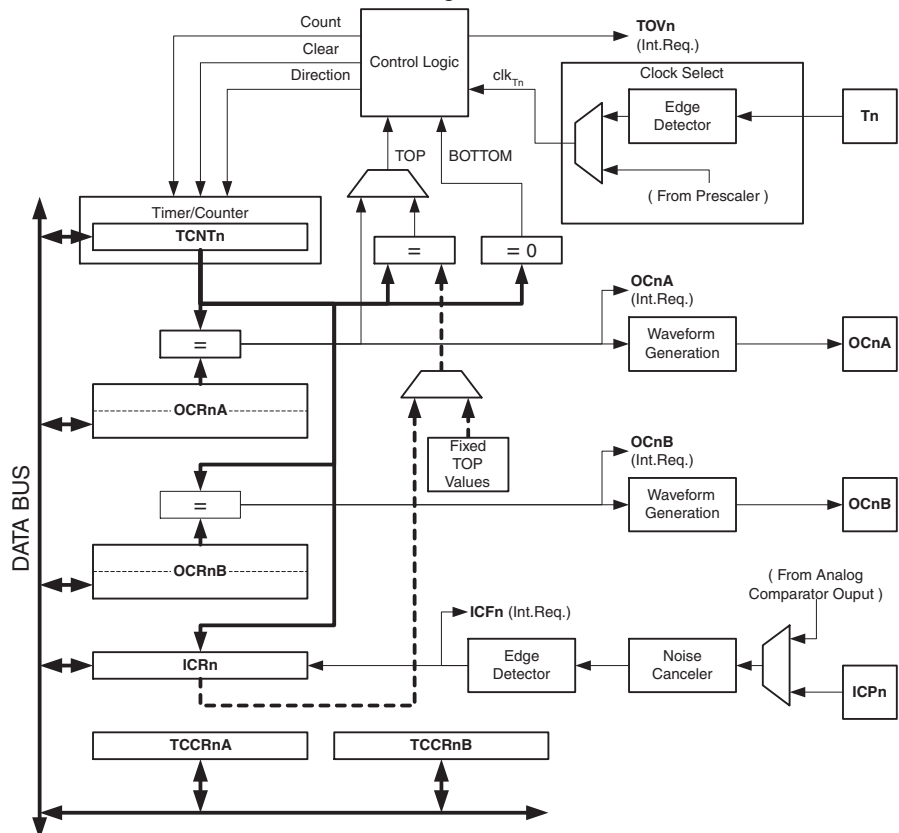 Count
TOVn
(Int.Req.)
Clear
Control Logic
Direction
clkTn
Clock Select
Edge
Detector
Tn
TOP
BOTTOM
( From Prescaler )
Timer/Counter
TCNTn
=
= 0
OCnA
(Int.Req.)
=
Waveform
Generation
OCnA
OCRnA
Fixed
TOP
Values
OCnB
(Int.Req.)
=
Waveform
Generation
OCnB
DATA BUS
OCRnB
( From Analog
Comparator Ouput )
ICFn (Int.Req.)
ICRn
Edge
Detector
Noise
Canceler
ICPn
TCCRnA
TCCRnB